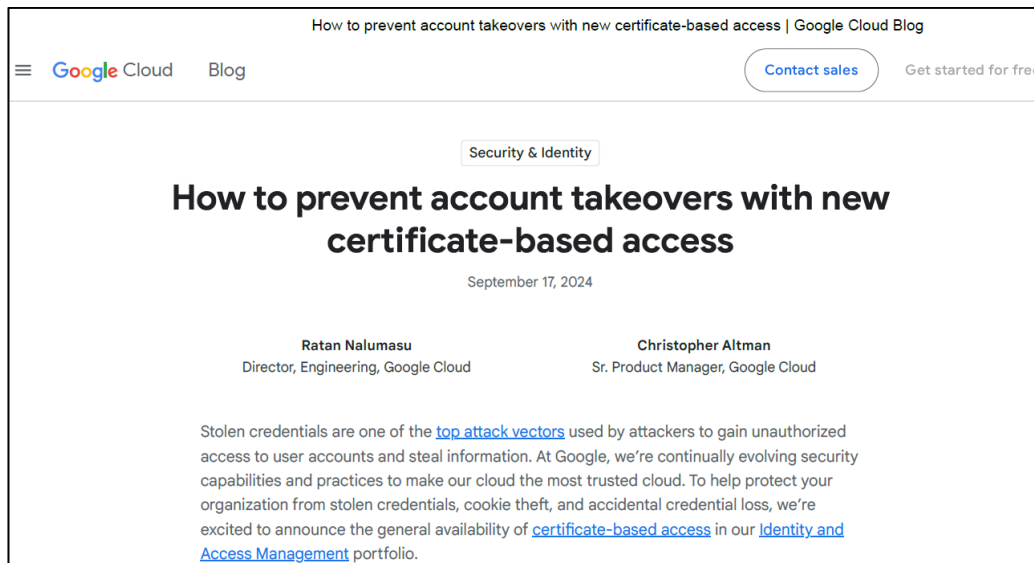 How to prevent account takeovers with new certificate-based access | Google Cloud Blog
Google Cloud Blog Contact sales Get started for
Security & Identity
How to prevent account takeovers with new
certificate-based access
September 17, 2024
Ratan Nalumasu Christopher Altman
Director, Engineering, Google Cloud Sr. Product Manager, Google Cloud
Stolen credentials are one of the top attack vectors used by attackers to gain unauthorized
access to user accounts and steal information. At Google, we’re continually evolving security
capabilities and practices to make our cloud the most trusted cloud. To help protect your
organization from stolen credentials, cookie theft, and accidental credential loss, we’re
excited to announce the general availability of certificate-based access in our Identity and
Access Management portfolio.